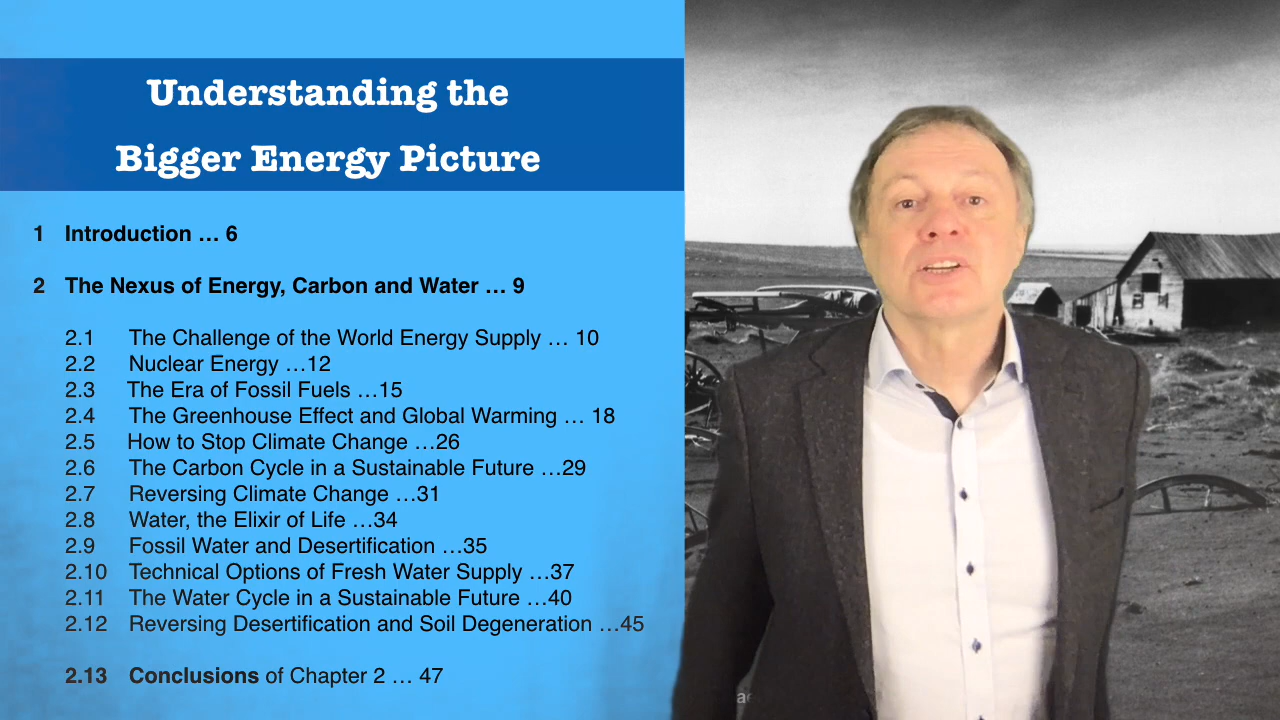 Understanding the
Bigger Energy Picture
1 Introduction … 6
2 The Nexus of Energy, Carbon and Water … 9
2.1 The Challenge of the World Energy Supply … 10
2.2 Nuclear Energy …12
2.3 The Era of Fossil Fuels …15
2.4 The Greenhouse Effect and Global Warming … 18
2.5 How to Stop Climate Change …26
2.6 The Carbon Cycle in a Sustainable Future …29
2.7 Reversing Climate Change …31
2.8 Water, the Elixir of Life …34
2.9 Fossil Water and Desertification …35
2.10 Technical Options of Fresh Water Supply …37
2.11 The Water Cycle in a Sustainable Future …40
2.12 Reversing Desertification and Soil Degeneration …45
2.13 Conclusions of Chapter 2 … 47